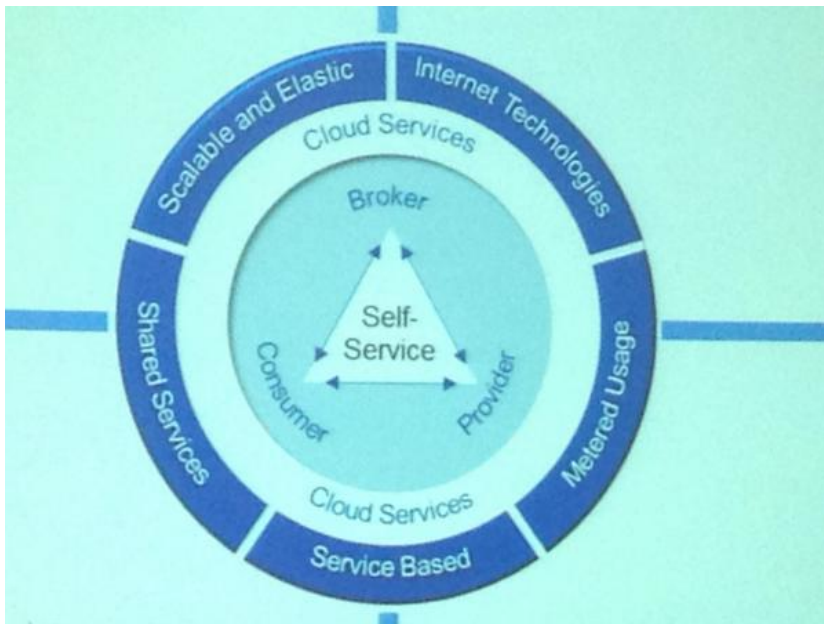 Scalable and Elastic
Internet Technologies
Cloud Services
Broker
Self-
Service
Consumer
Provider
Shared Services
Metered Usage
Cloud Services
Service Based